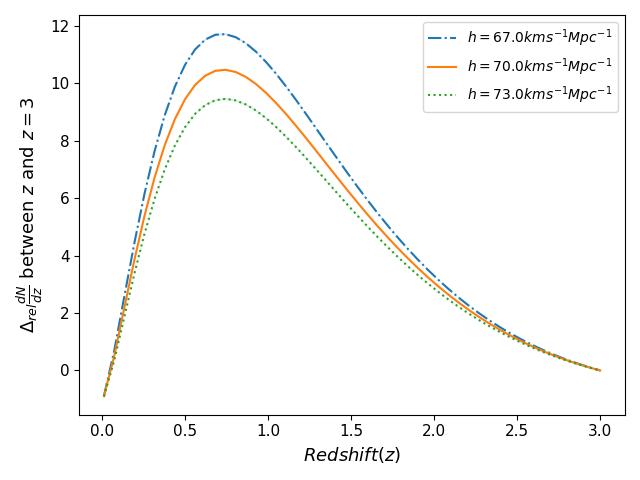 h = 67.0kms⁻¹Mpc⁻¹
h = 70.0kms⁻¹Mpc⁻¹
h = 73.0kms⁻¹Mpc⁻¹
Δ_rel dN/dz between z and z = 3
12
10
8
6
4
2
0
0.0 0.5 1.0 1.5 2.0 2.5 3.0
Redshift(z)